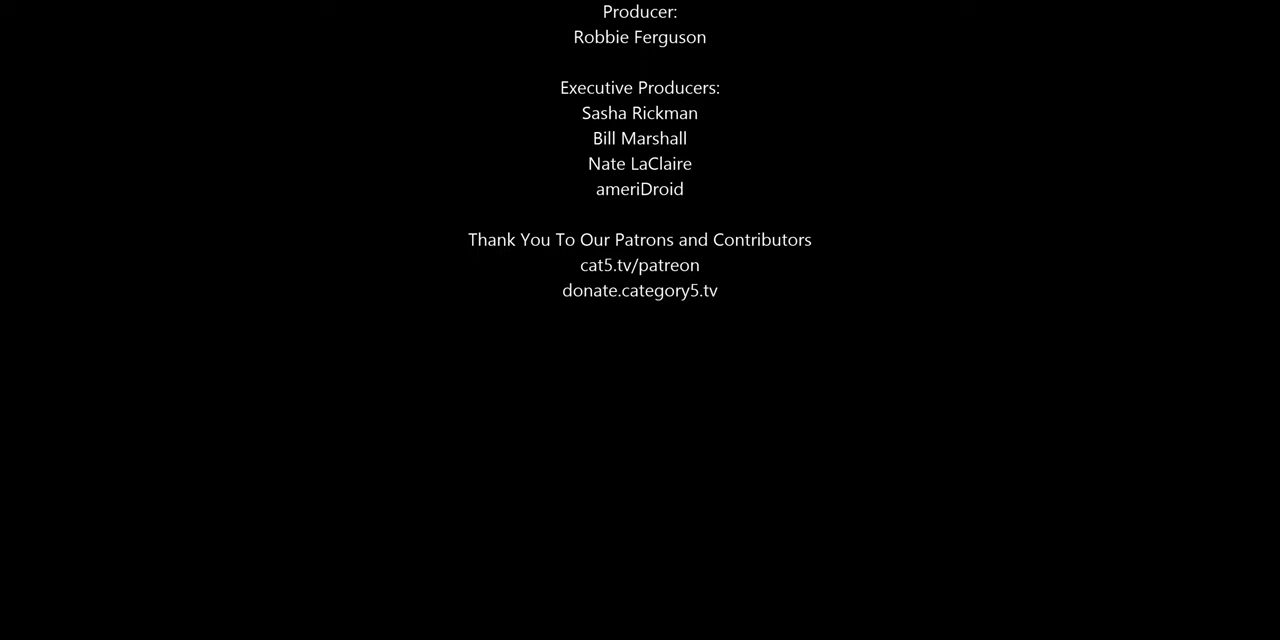 Producer:
Robbie Ferguson
Executive Producers:
Sasha Rickman
Bill Marshall
Nate LaClaire
ameriDroid
Thank You To Our Patrons and Contributors
cat5.tv/patreon
donate.category5.tv